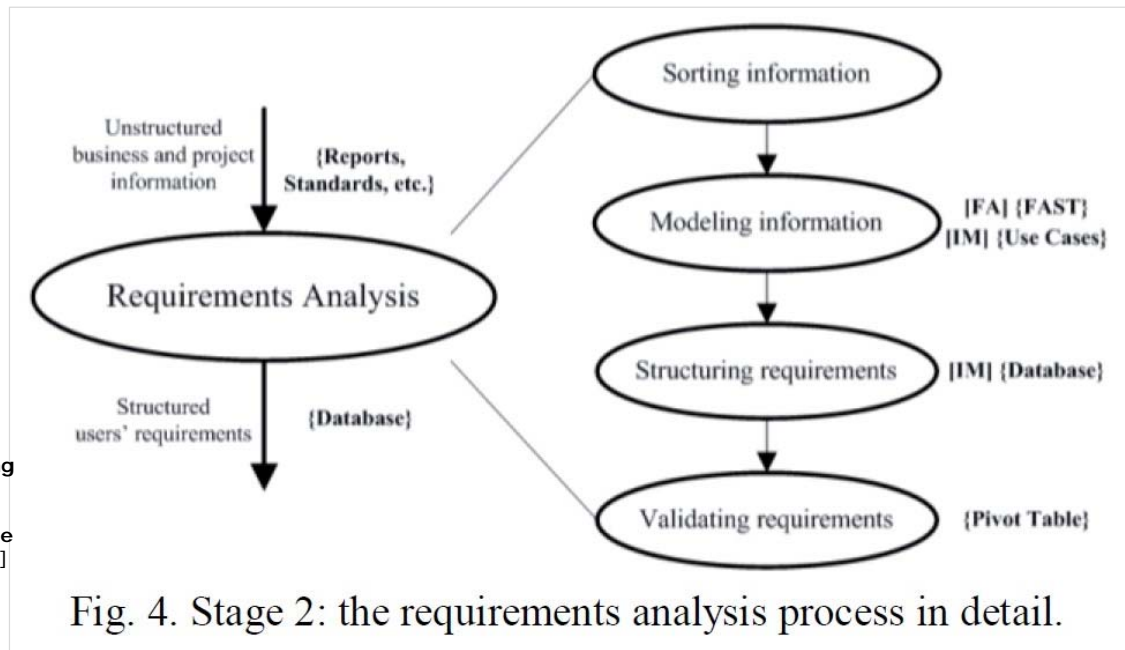 Unstructured
business and project
information
{Reports,
Standards, etc.}
Requirements Analysis
Structured
users’ requirements
{Database}
Sorting information
Modeling information
[FA] {FAST}
[IM] {Use Cases}
Structuring requirements
[IM] {Database}
Validating requirements
{Pivot Table}
g
e
]
Fig. 4. Stage 2: the requirements analysis process in detail.